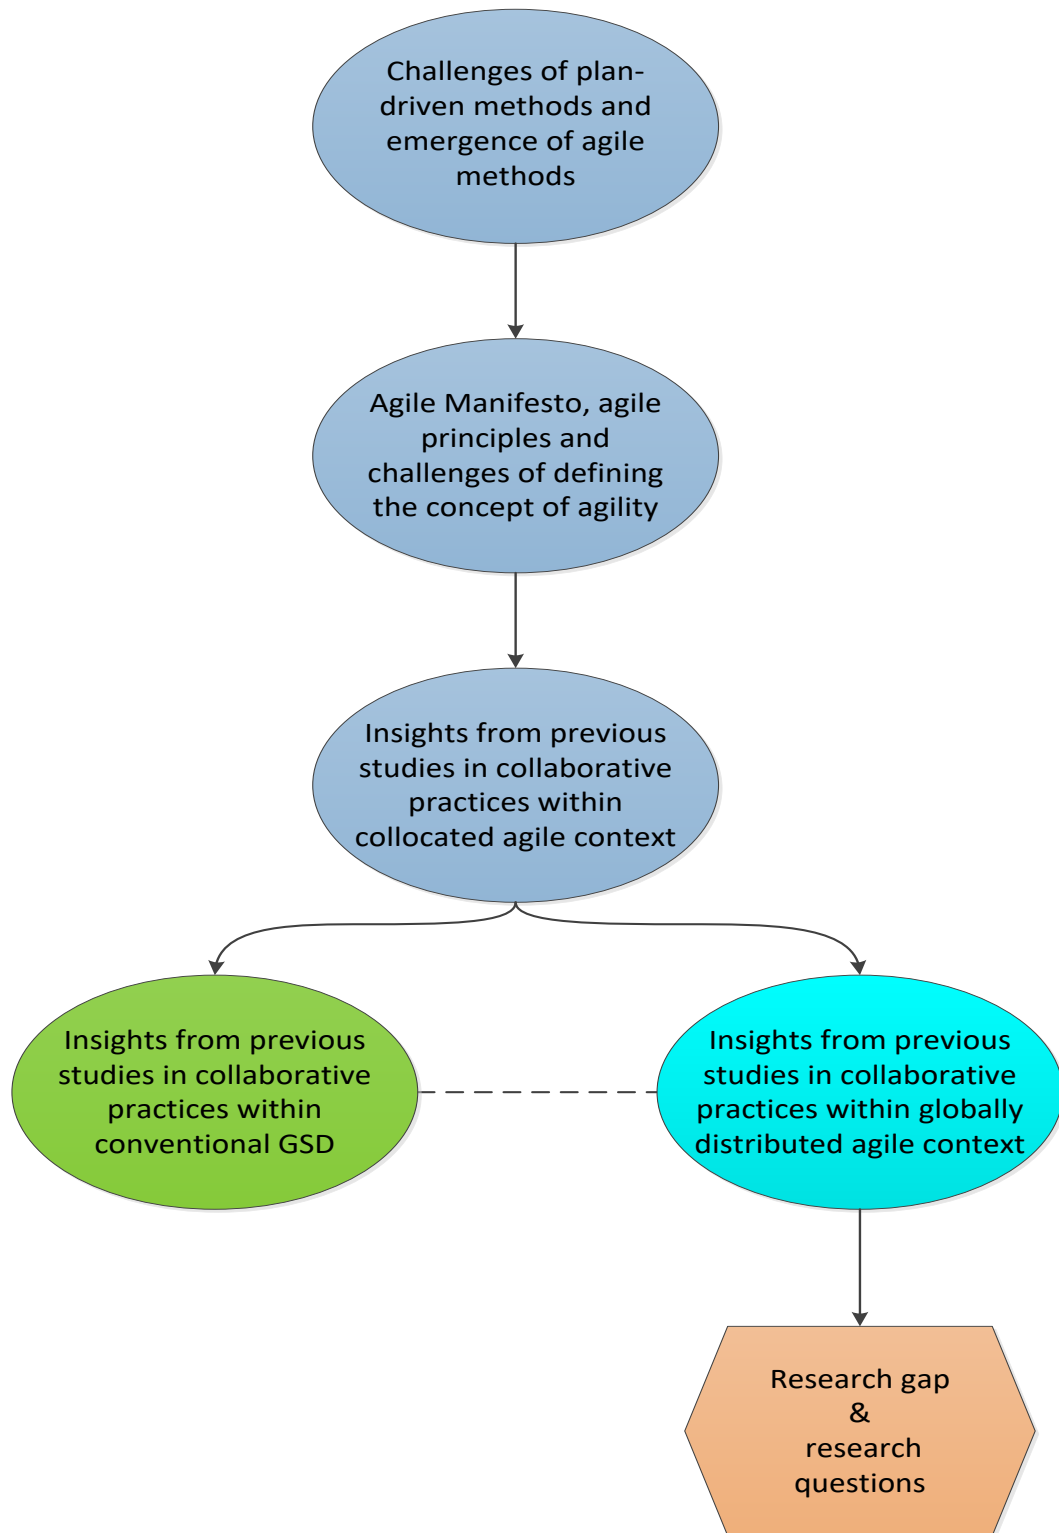 Challenges of plan-
driven methods and
emergence of agile
methods
Agile Manifesto, agile
principles and
challenges of defining
the concept of agility
Insights from previous
studies in collaborative
practices within
collocated agile context
Insights from previous
studies in collaborative
practices within
conventional GSD
Insights from previous
studies in collaborative
practices within globally
distributed agile context
Research gap
&
research
questions